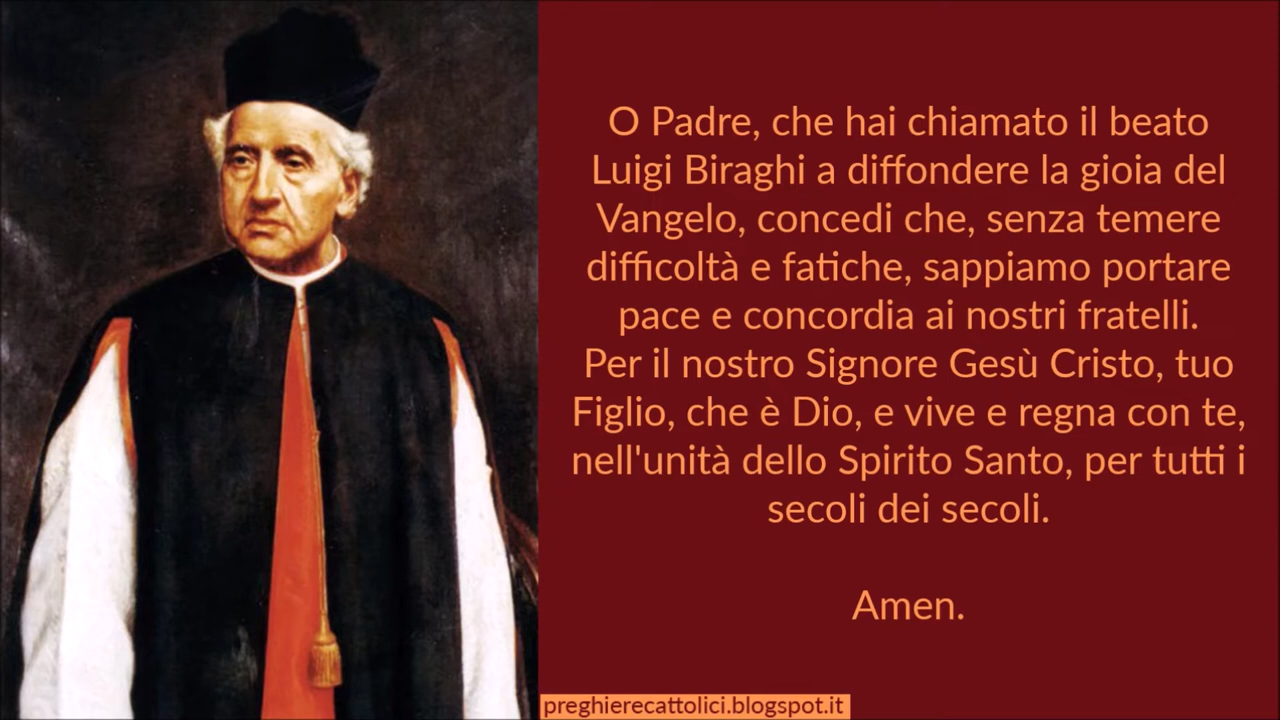 O Padre, che hai chiamato il beato
Luigi Biraghi a diffondere la gioia del
Vangelo, concedi che, senza temere
difficoltà e fatiche, sappiamo portare
pace e concordia ai nostri fratelli.
Per il nostro Signore Gesù Cristo, tuo
Figlio, che è Dio, e vive e regna con te,
nell'unità dello Spirito Santo, per tutti i
secoli dei secoli.
Amen.
preghierecattolici.blogspot.it